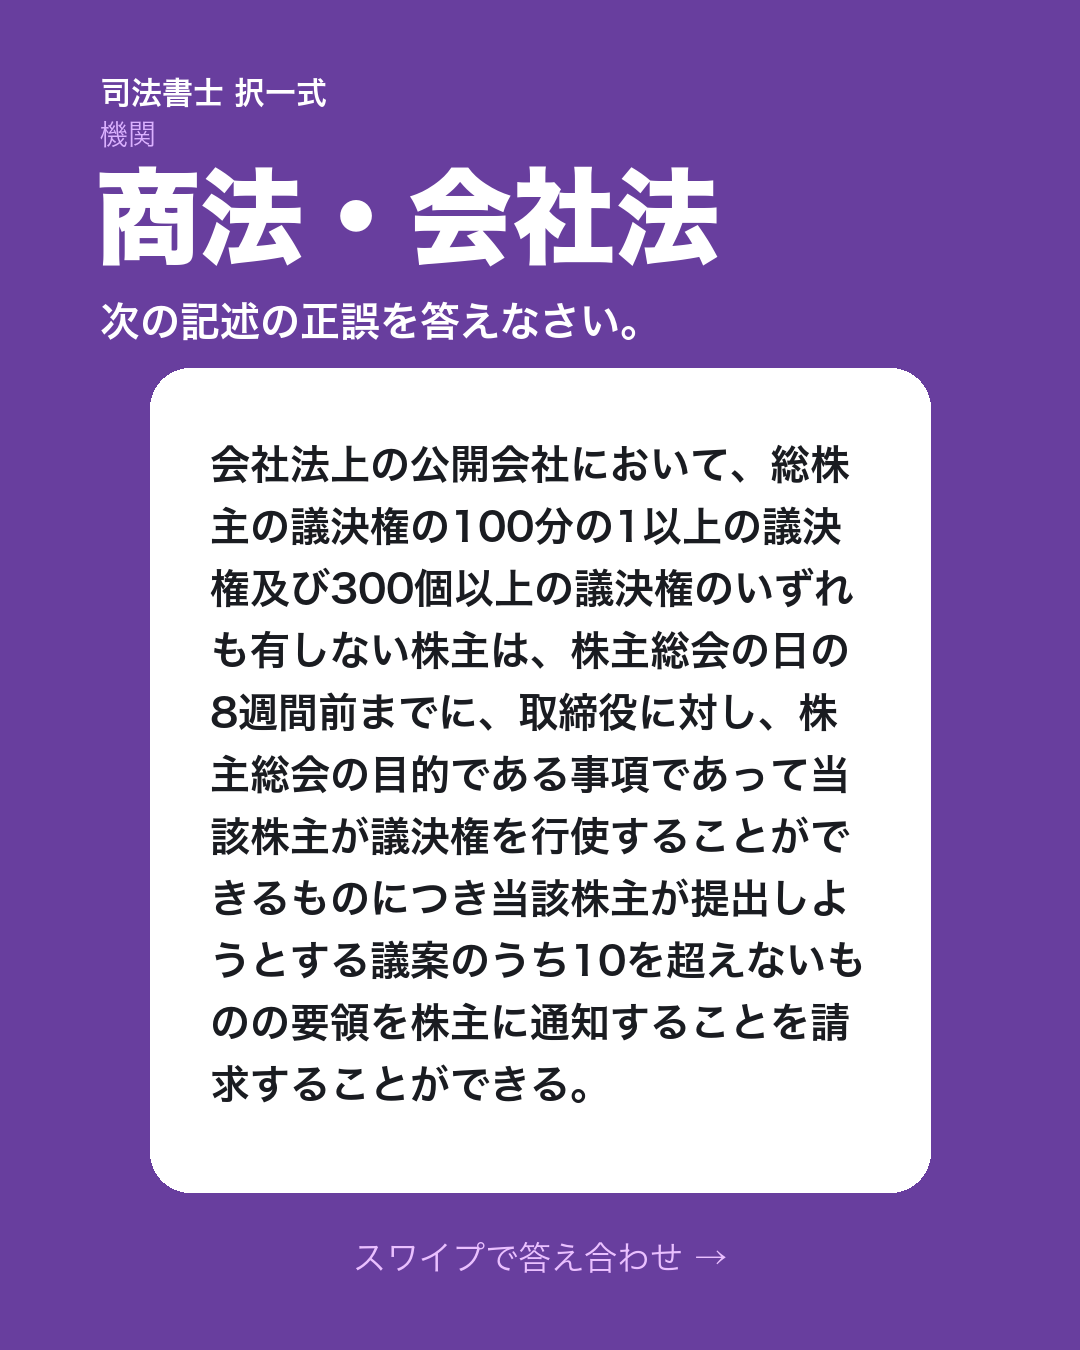 司法書士 択一式
機関
商法・会社法
次の記述の正誤を答えなさい。
会社法上の公開会社において、総株
主の議決権の100分の1以上の議決
権及び300個以上の議決権のいずれ
も有しない株主は、株主総会の日の
8週間前までに、取締役に対し、株
主総会の目的である事項であって当
該株主が議決権を行使することがで
きるものにつき当該株主が提出しよ
うとする議案のうち10を超えないも
のの要領を株主に通知することを請
求することができる。
スワイプで答え合わせ →